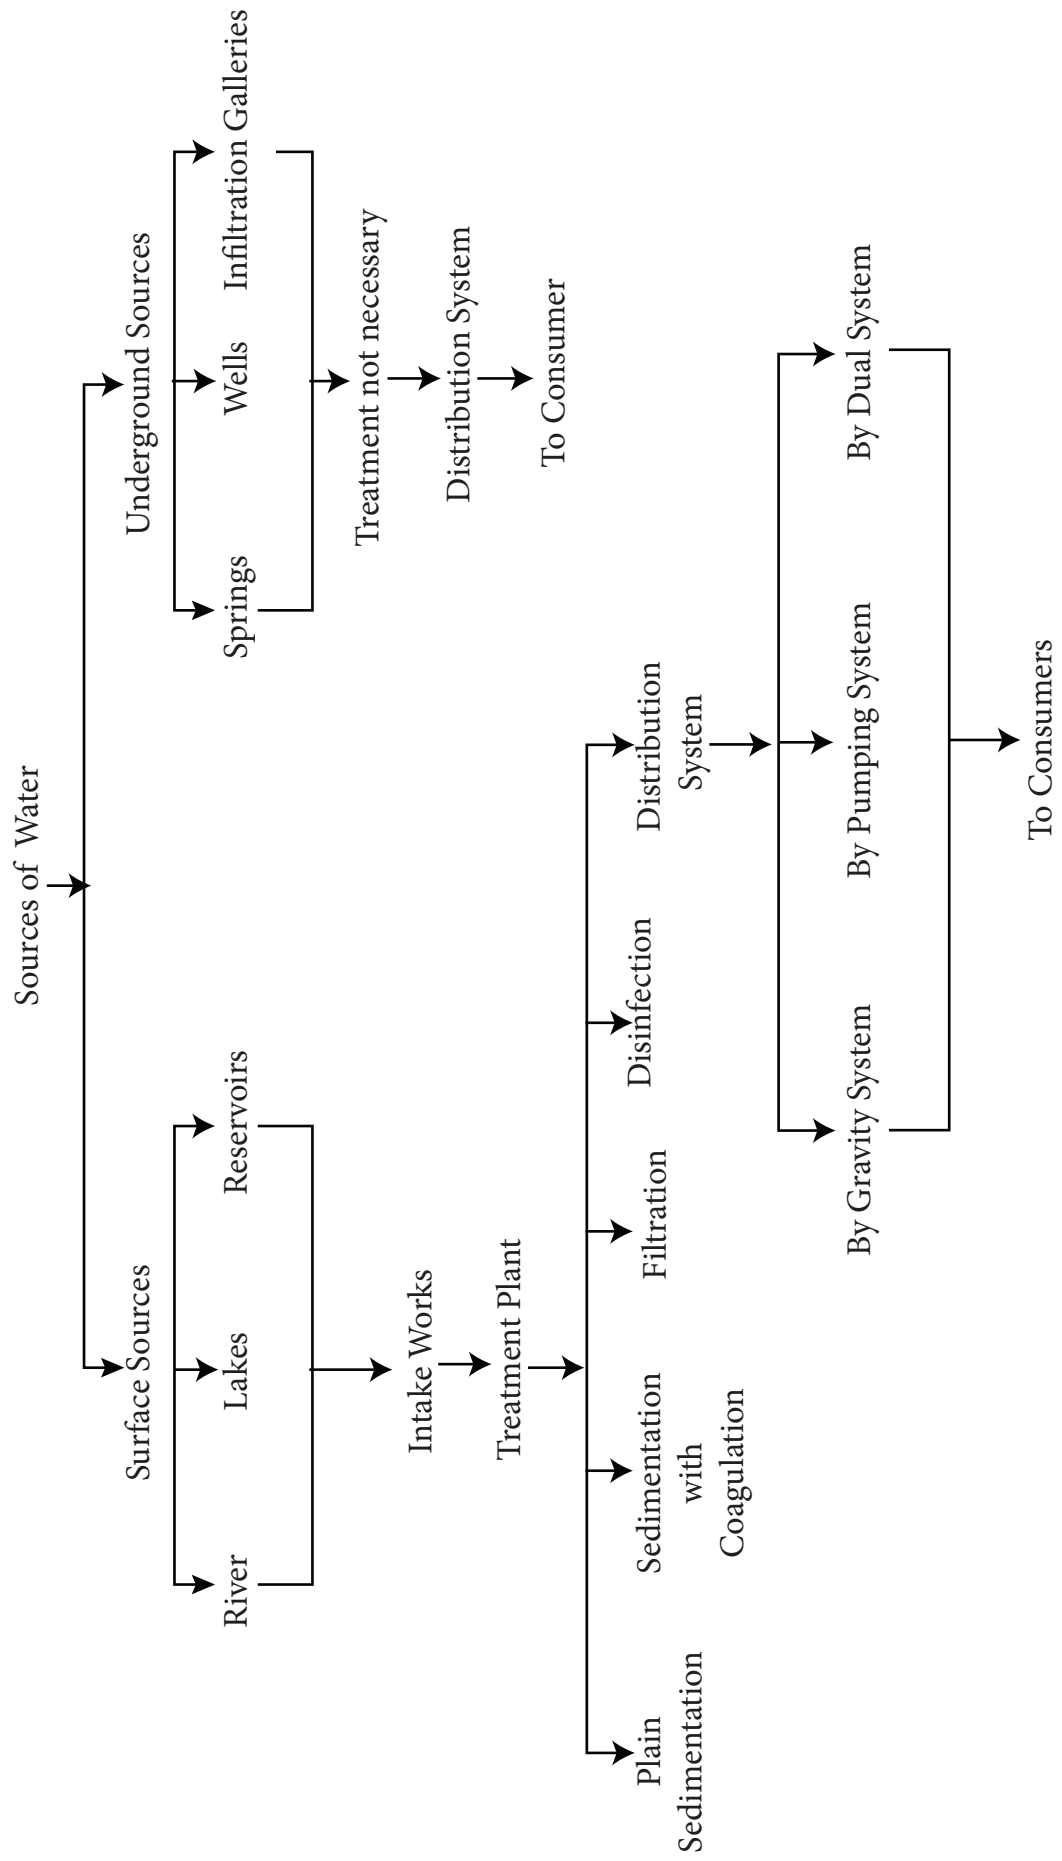 Sources of Water
Surface Sources
Underground Sources
River
Lakes
Reservoirs
Springs
Wells
Infiltration Galleries
Intake Works
Treatment not necessary
Treatment Plant
Distribution System
To Consumer
Plain
Sedimentation
Sedimentation
with
Coagulation
Filtration
Disinfection
Distribution
System
By Gravity System
By Pumping System
By Dual System
To Consumers